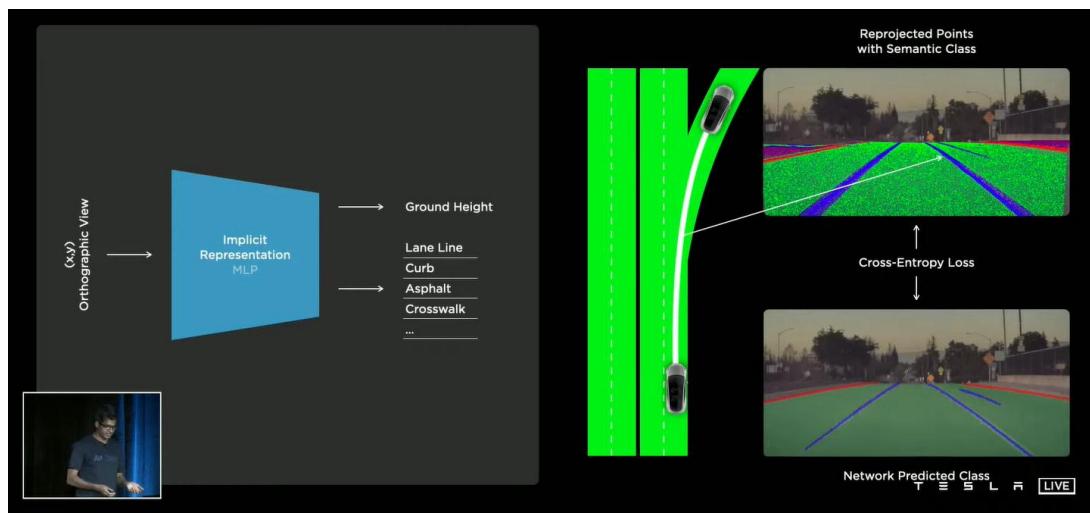 (x,y)
Orthographic View
Implicit
Representation
MLP
Ground Height
Lane Line
Curb
Asphalt
Crosswalk
...
Reprojected Points
with Semantic Class
Cross-Entropy Loss
Network Predicted Class
TESLA LIVE